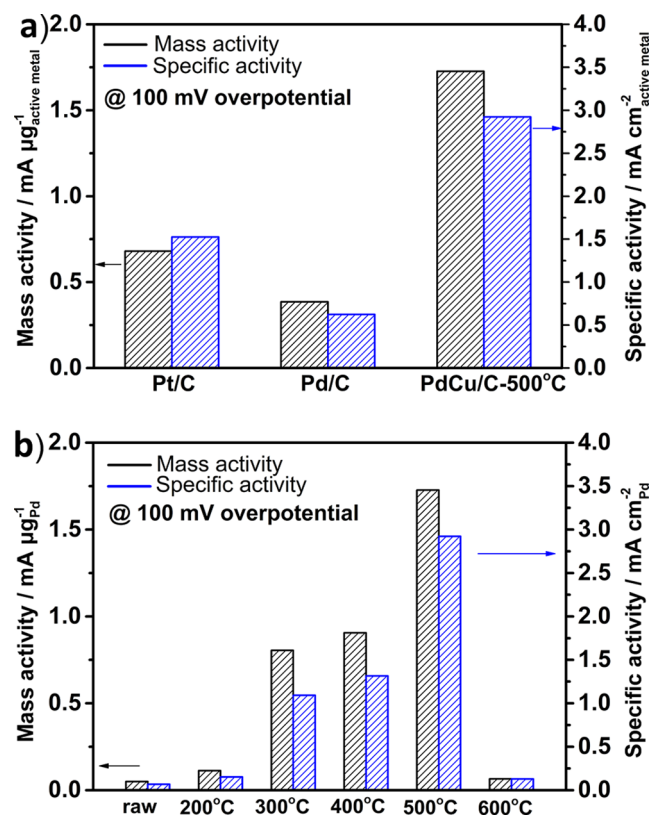 a)
2.0
1.5
1.0
0.5
0.0
Mass activity / mA µg⁻¹active metal
Mass activity
Specific activity
@ 100 mV overpotential
4.0
3.5
3.0
2.5
2.0
1.5
1.0
0.5
0.0
Specific activity / mA cm⁻²active metal
Pt/C Pd/C PdCu/C-500°C
b)
2.0
1.5
1.0
0.5
0.0
Mass activity / mA µg⁻¹Pd
Mass activity
Specific activity
@ 100 mV overpotential
4.0
3.5
3.0
2.5
2.0
1.5
1.0
0.5
0.0
Specific activity / mA cm⁻²Pd
raw 200°C 300°C 400°C 500°C 600°C